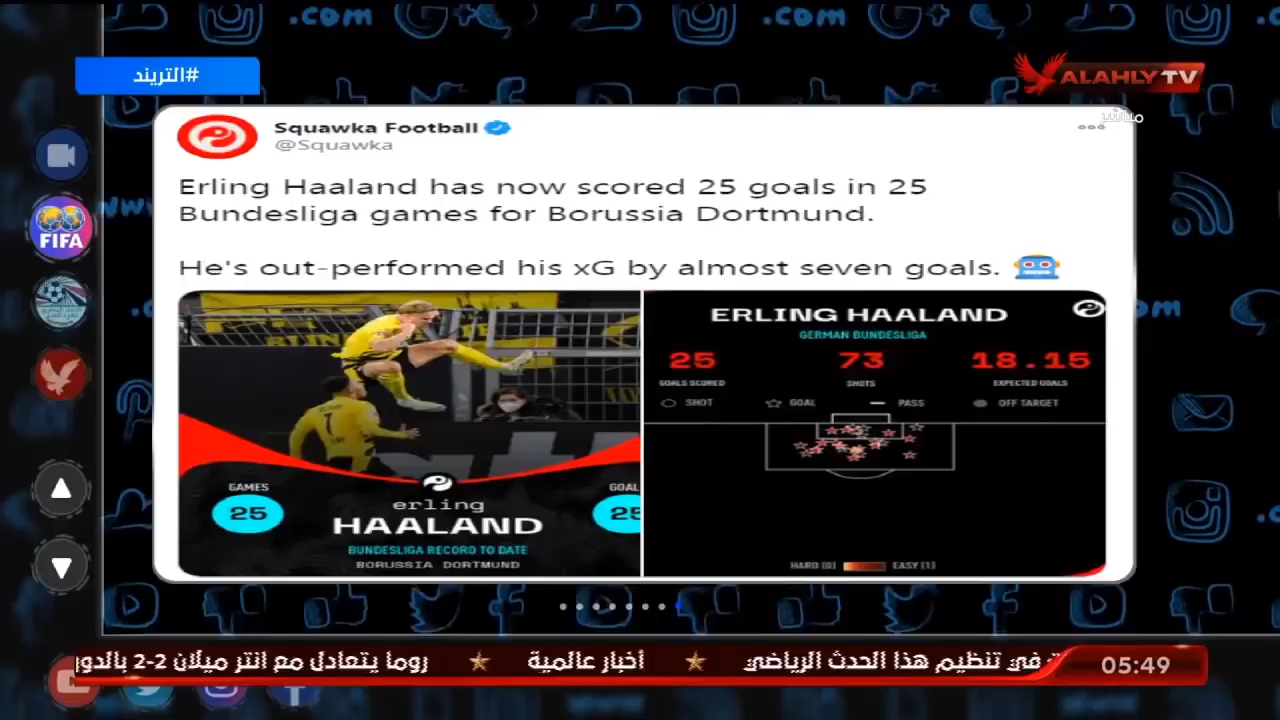 #التريند
ALAHLY TV
مباشر
Squawka Football
@Squawka
Erling Haaland has now scored 25 goals in 25
Bundesliga games for Borussia Dortmund.
He's out-performed his xG by almost seven goals.
FIFA
GAMES
25
GOAL
25
erling
HAALAND
BUNDESLIGA RECORD TO DATE
BORUSSIA DORTMUND
ERLING HAALAND
GERMAN BUNDESLIGA
25
73
18.15
GOALS SCORED
SHOTS
EXPECTED GOALS
SHOT
GOAL
PASS
OFF TARGET
HARD [0]
EASY [1]
في تنظيم هذا الحدث الرياضي
أخبار عالمية
روما يتعادل مع انتر ميلان 2-2 بالدور
05:49